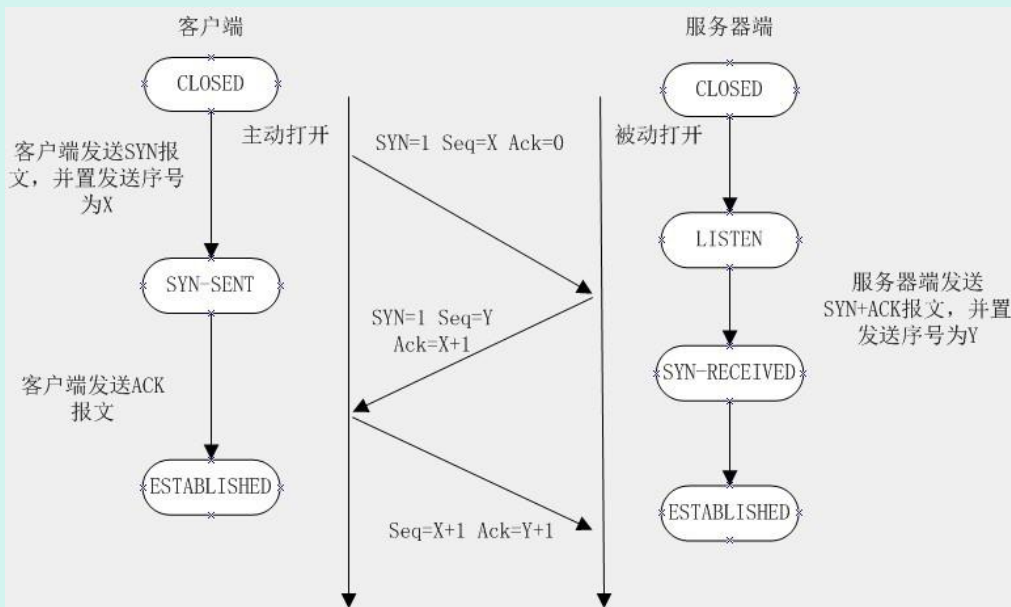 客户端
服务器端
CLOSED
CLOSED
主动打开
被动打开
SYN=1 Seq=X Ack=0
客户端发送SYN报
文，并置发送序号
为X
LISTEN
SYN-SENT
服务器端发送
SYN+ACK报文，并置
发送序号为Y
SYN=1 Seq=Y
Ack=X+1
SYN-RECEIVED
客户端发送ACK
报文
ESTABLISHED
ESTABLISHED
Seq=X+1 Ack=Y+1